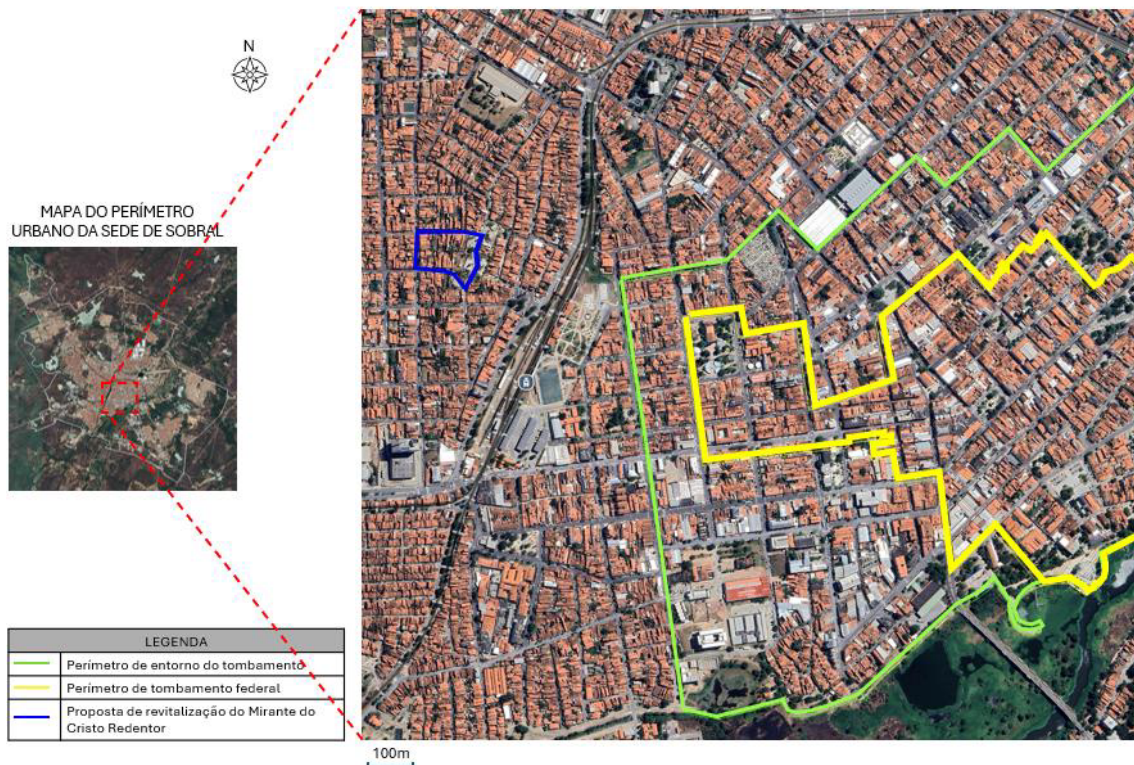 N
MAPA DO PERÍMETRO
URBANO DA SEDE DE SOBRAL
LEGENDA
Perímetro de entorno do tombamento
Perímetro de tombamento federal
Proposta de revitalização do Mirante do
Cristo Redentor
100m